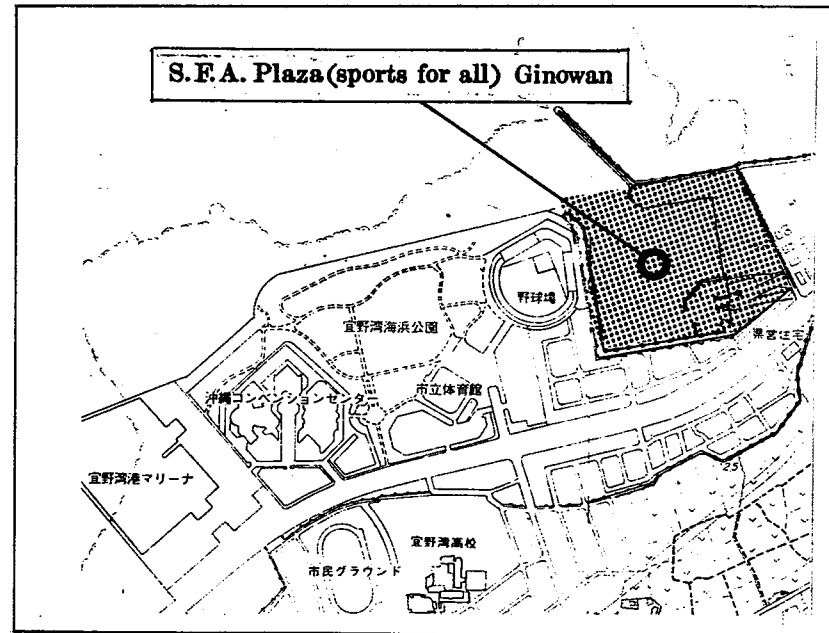 S.F.A. Plaza(sports for all) Ginowan
野球場
宜野湾海浜公園
県営住宅
市立体育館
沖縄コンベンションセンタ
宜野湾港マリーナ
25
宜野湾高校
市民グラウンド